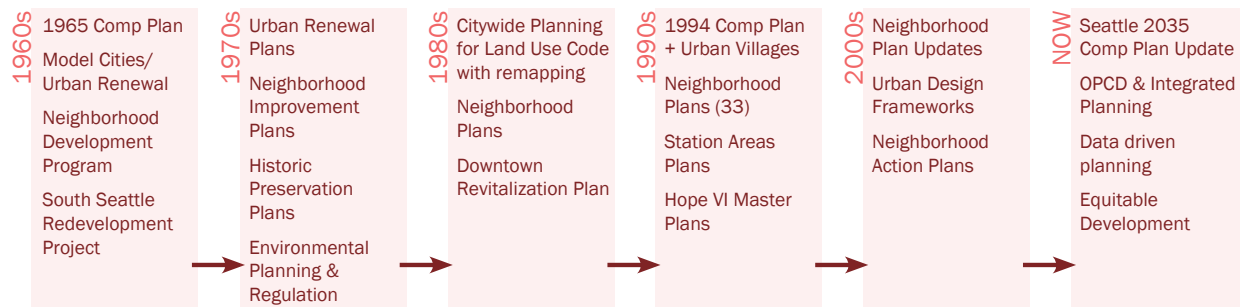 1960s
1965 Comp Plan
Model Cities/
Urban Renewal
Neighborhood
Development
Program
South Seattle
Redevelopment
Project
1970s
Urban Renewal
Plans
Neighborhood
Improvement
Plans
Historic
Preservation
Plans
Environmental
Planning &
Regulation
1980s
Citywide Planning
for Land Use Code
with remapping
Neighborhood
Plans
Downtown
Revitalization Plan
1990s
1994 Comp Plan
+ Urban Villages
Neighborhood
Plans (33)
Station Areas
Plans
Hope VI Master
Plans
2000s
Neighborhood
Plan Updates
Urban Design
Frameworks
Neighborhood
Action Plans
NOW
Seattle 2035
Comp Plan Update
OPCD & Integrated
Planning
Data driven
planning
Equitable
Development